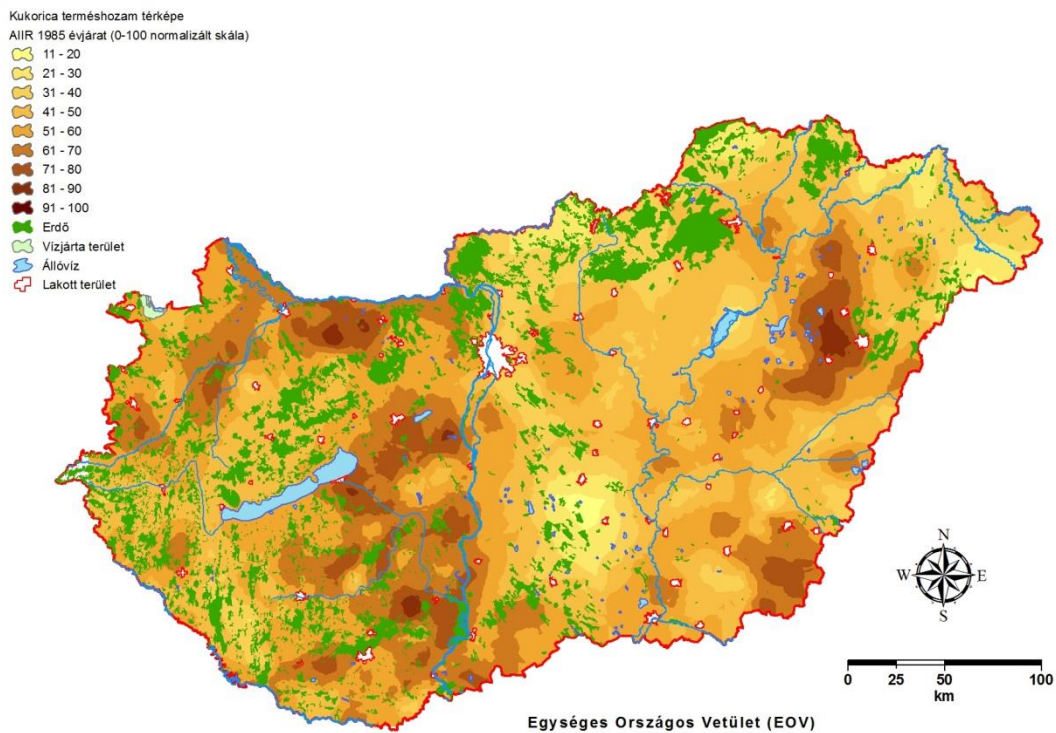 Kukorica terméshozam térképe
AIIR 1985 évjárat (0-100 normalizált skála)
11 - 20
21 - 30
31 - 40
41 - 50
51 - 60
61 - 70
71 - 80
81 - 90
91 - 100
Erdő
Vízjárta terület
Állóvíz
Lakott terület
N
W
E
S
0 25 50 100
km
Egységes Országos Vetület (EOV)